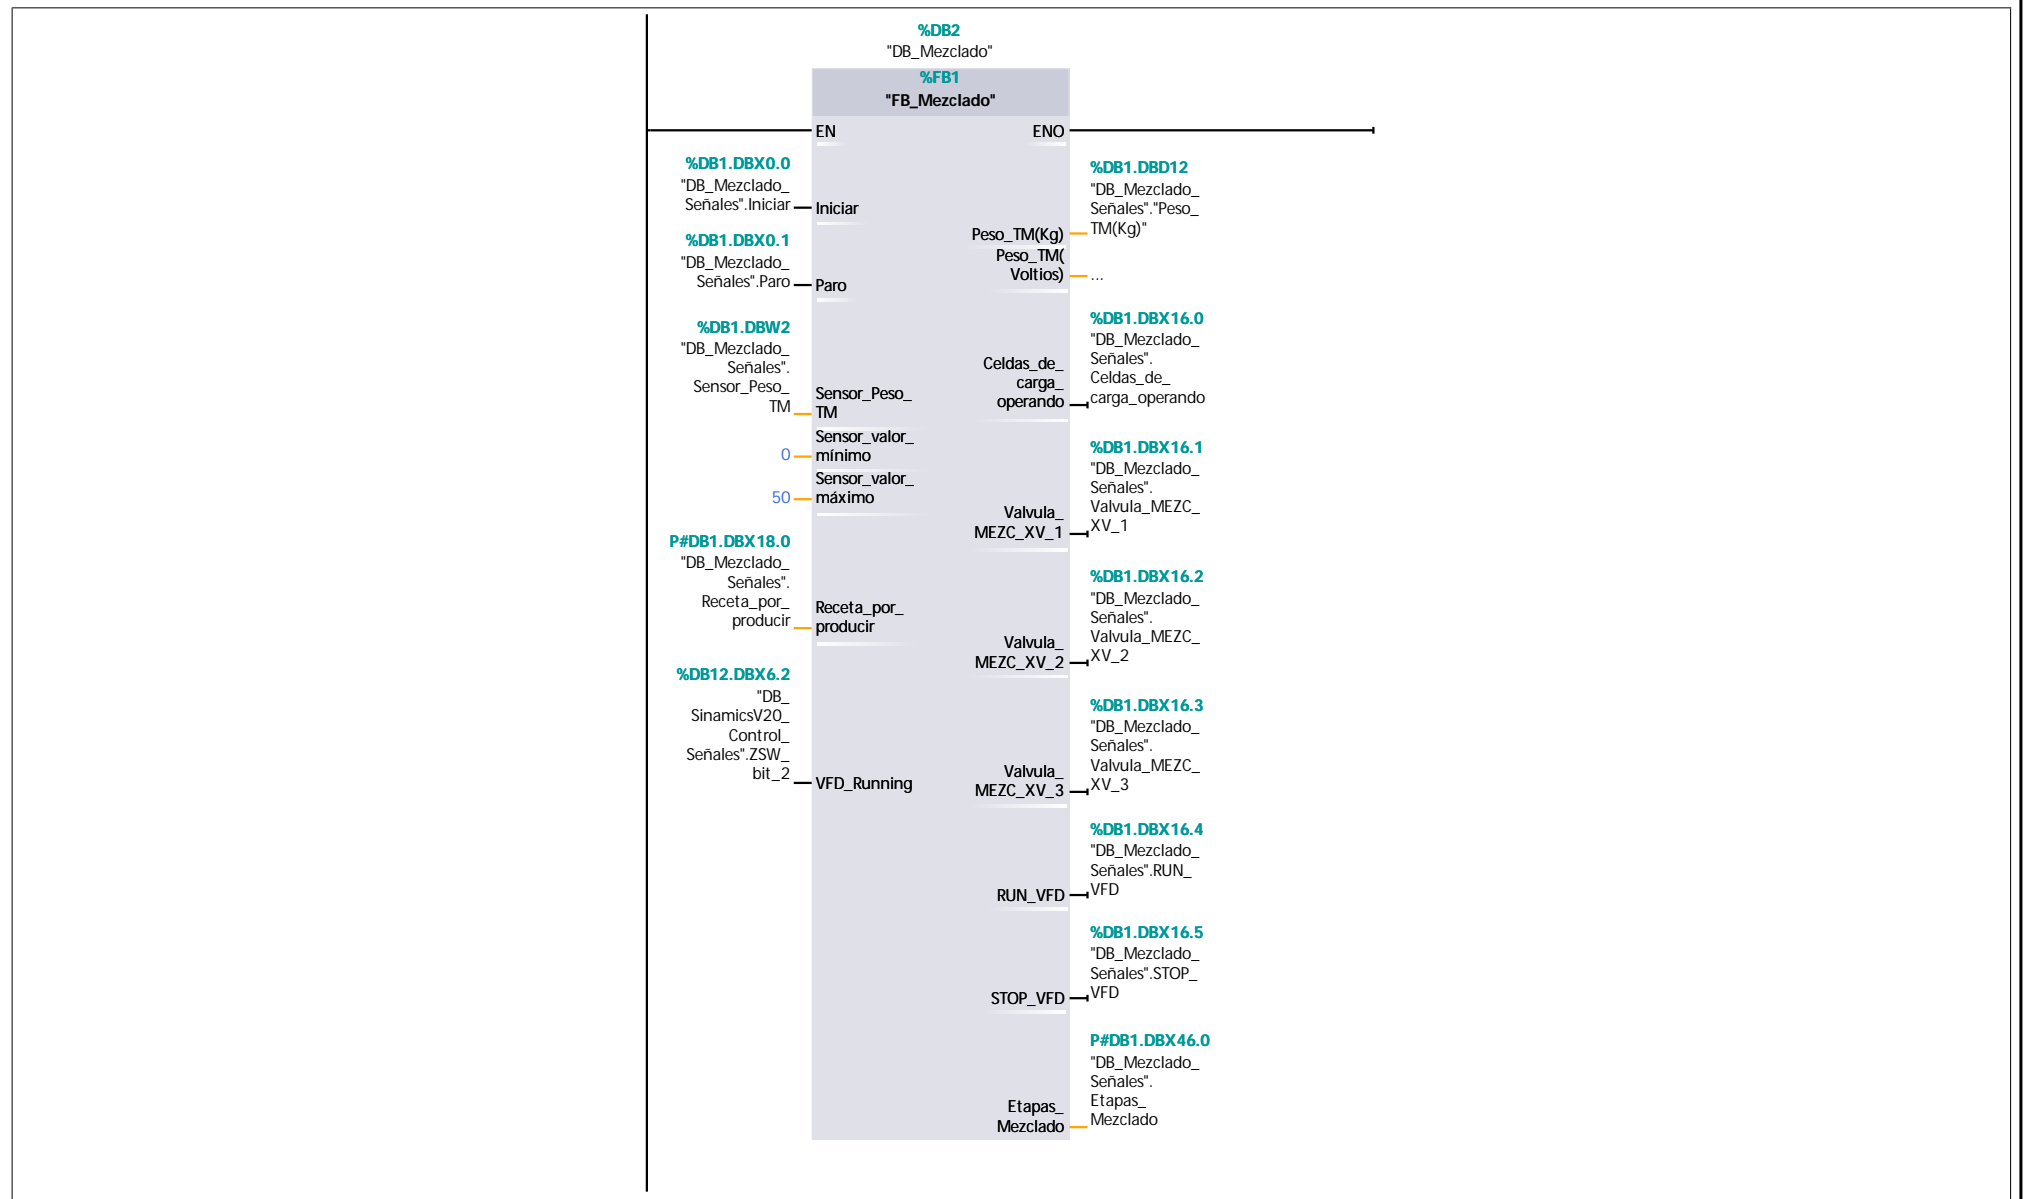 %DB2
"DB_Mezclado"
%FB1
"FB_Mezclado"
EN
ENO
%DB1.DBX0.0
"DB_Mezclado_
Señales".Iniciar
Iniciar
%DB1.DBX0.1
"DB_Mezclado_
Señales".Paro
Paro
%DB1.DBW2
"DB_Mezclado_
Señales".
Sensor_Peso_
TM
Sensor_Peso_
TM
0
Sensor_valor_
mínimo
50
Sensor_valor_
máximo
P#DB1.DBX18.0
"DB_Mezclado_
Señales".
Receta_por_
producir
Receta_por_
producir
%DB12.DBX6.2
"DB_
SinamicsV20_
Control_
Señales".ZSW_
bit_2
VFD_Running
Peso_TM(Kg)
%DB1.DBD12
"DB_Mezclado_
Señales"."Peso_
TM(Kg)"
Peso_TM(
Voltios)
...
Celdas_de_
carga_
operando
%DB1.DBX16.0
"DB_Mezclado_
Señales".
Celdas_de_
carga_operando
Valvula_
MEZC_XV_1
%DB1.DBX16.1
"DB_Mezclado_
Señales".
Valvula_MEZC_
XV_1
Valvula_
MEZC_XV_2
%DB1.DBX16.2
"DB_Mezclado_
Señales".
Valvula_MEZC_
XV_2
Valvula_
MEZC_XV_3
%DB1.DBX16.3
"DB_Mezclado_
Señales".
Valvula_MEZC_
XV_3
RUN_VFD
%DB1.DBX16.4
"DB_Mezclado_
Señales".RUN_
VFD
STOP_VFD
%DB1.DBX16.5
"DB_Mezclado_
Señales".STOP_
VFD
Etapas_
Mezclado
P#DB1.DBX46.0
"DB_Mezclado_
Señales".
Etapas_
Mezclado